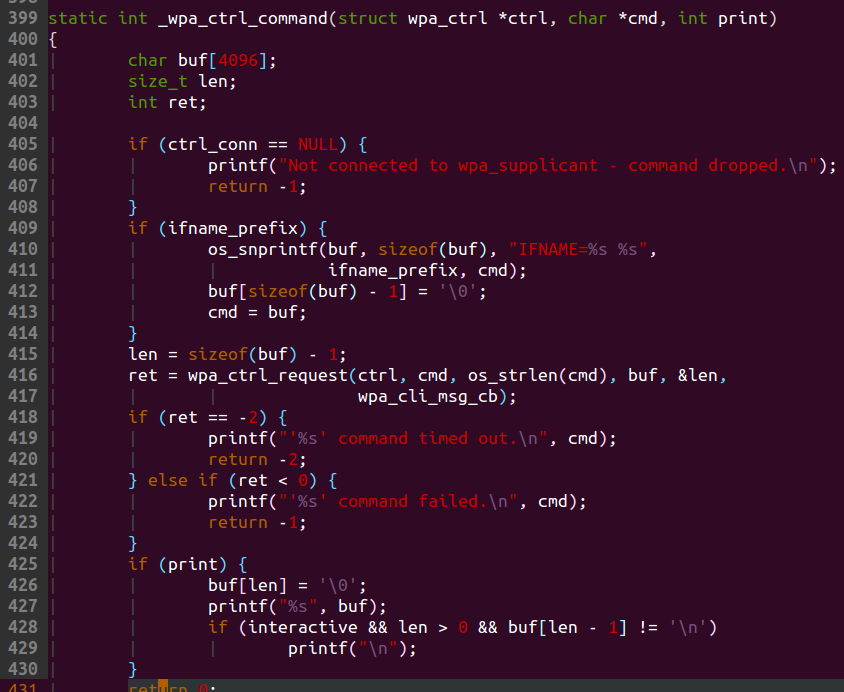 399 static int _wpa_ctrl_command(struct wpa_ctrl *ctrl, char *cmd, int print)
400 {
401         char buf[4096];
402         size_t len;
403         int ret;
404
405         if (ctrl_conn == NULL) {
406                 printf("Not connected to wpa_supplicant - command dropped.\n");
407                 return -1;
408         }
409         if (ifname_prefix) {
410                 os_snprintf(buf, sizeof(buf), "IFNAME=%s %s",
411                             ifname_prefix, cmd);
412                 buf[sizeof(buf) - 1] = '\0';
413                 cmd = buf;
414         }
415         len = sizeof(buf) - 1;
416         ret = wpa_ctrl_request(ctrl, cmd, os_strlen(cmd), buf, &len,
417                                wpa_cli_msg_cb);
418         if (ret == -2) {
419                 printf("'%s' command timed out.\n", cmd);
420                 return -2;
421         } else if (ret < 0) {
422                 printf("'%s' command failed.\n", cmd);
423                 return -1;
424         }
425         if (print) {
426                 buf[len] = '\0';
427                 printf("%s", buf);
428                 if (interactive && len > 0 && buf[len - 1] != '\n')
429                         printf("\n");
430         }
431         return 0;